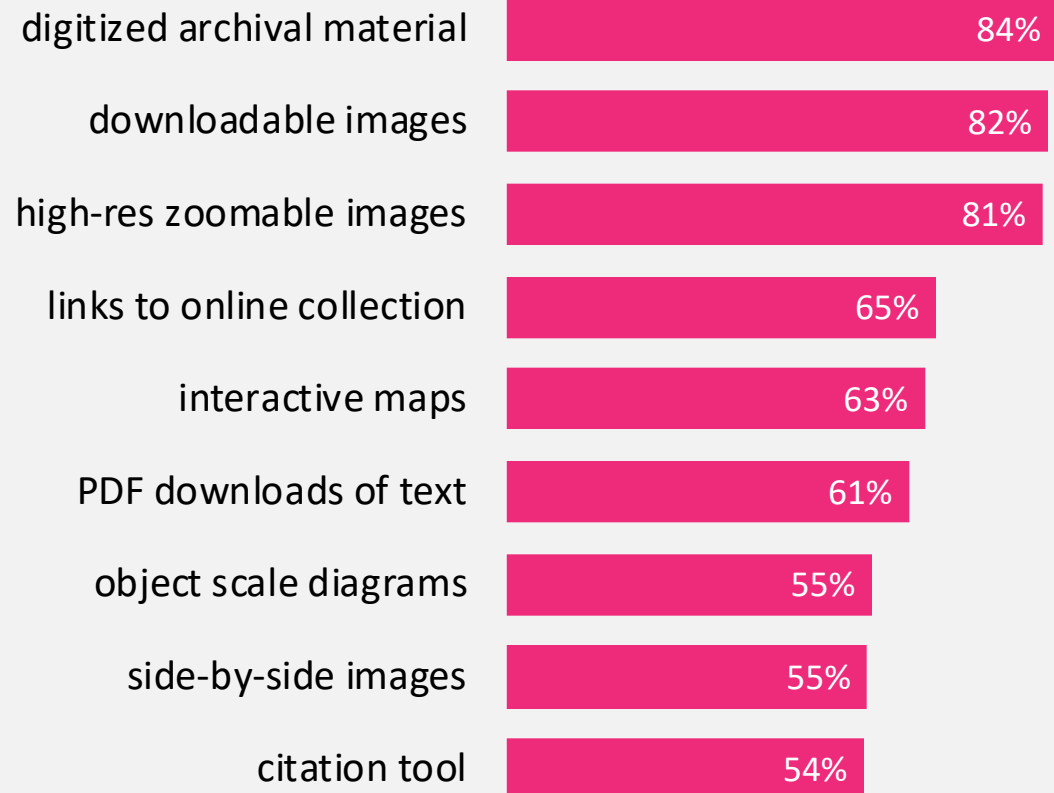 digitized archival material 84%
downloadable images 82%
high-res zoomable images 81%
links to online collection 65%
interactive maps 63%
PDF downloads of text 61%
object scale diagrams 55%
side-by-side images 55%
citation tool 54%